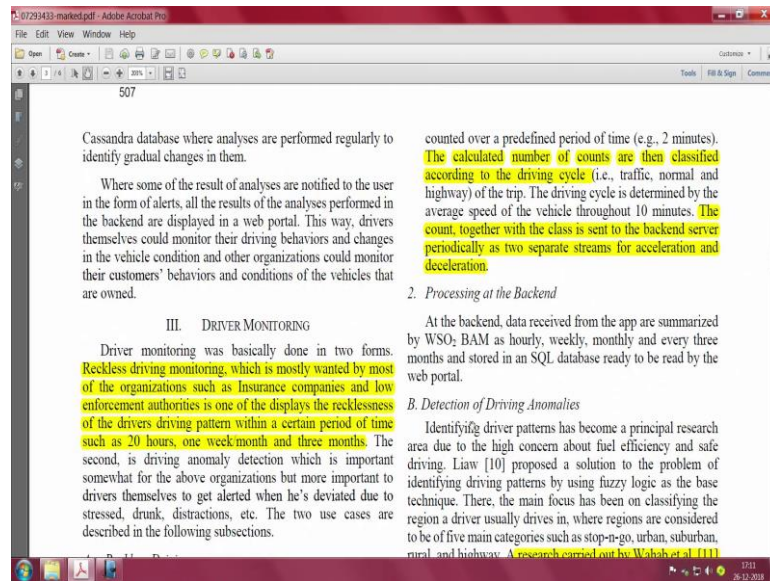 07293433-marked.pdf - Adobe Acrobat Pro
File Edit View Window Help
Open Create Customize
3 / 6 200% Tools Fill & Sign Comme
507
Cassandra database where analyses are performed regularly to
identify gradual changes in them.
Where some of the result of analyses are notified to the user
in the form of alerts, all the results of the analyses performed in
the backend are displayed in a web portal. This way, drivers
themselves could monitor their driving behaviors and changes
in the vehicle condition and other organizations could monitor
their customers' behaviors and conditions of the vehicles that
are owned.
III. DRIVER MONITORING
Driver monitoring was basically done in two forms.
Reckless driving monitoring, which is mostly wanted by most
of the organizations such as Insurance companies and low
enforcement authorities is one of the displays the recklessness
of the drivers driving pattern within a certain period of time
such as 20 hours, one week/month and three months. The
second, is driving anomaly detection which is important
somewhat for the above organizations but more important to
drivers themselves to get alerted when he's deviated due to
stressed, drunk, distractions, etc. The two use cases are
described in the following subsections.
counted over a predefined period of time (e.g., 2 minutes).
The calculated number of counts are then classified
according to the driving cycle (i.e., traffic, normal and
highway) of the trip. The driving cycle is determined by the
average speed of the vehicle throughout 10 minutes. The
count, together with the class is sent to the backend server
periodically as two separate streams for acceleration and
deceleration.
2. Processing at the Backend
At the backend, data received from the app are summarized
by WSO2 BAM as hourly, weekly, monthly and every three
months and stored in an SQL database ready to be read by the
web portal.
B. Detection of Driving Anomalies
Identifying driver patterns has become a principal research
area due to the high concern about fuel efficiency and safe
driving. Liaw [10] proposed a solution to the problem of
identifying driving patterns by using fuzzy logic as the base
technique. There, the main focus has been on classifying the
region a driver usually drives in, where regions are considered
to be of five main categories such as stop-n-go, urban, suburban,
rural, and highway. A research carried out by Wahab et al. [11]
17:11
26-12-2018